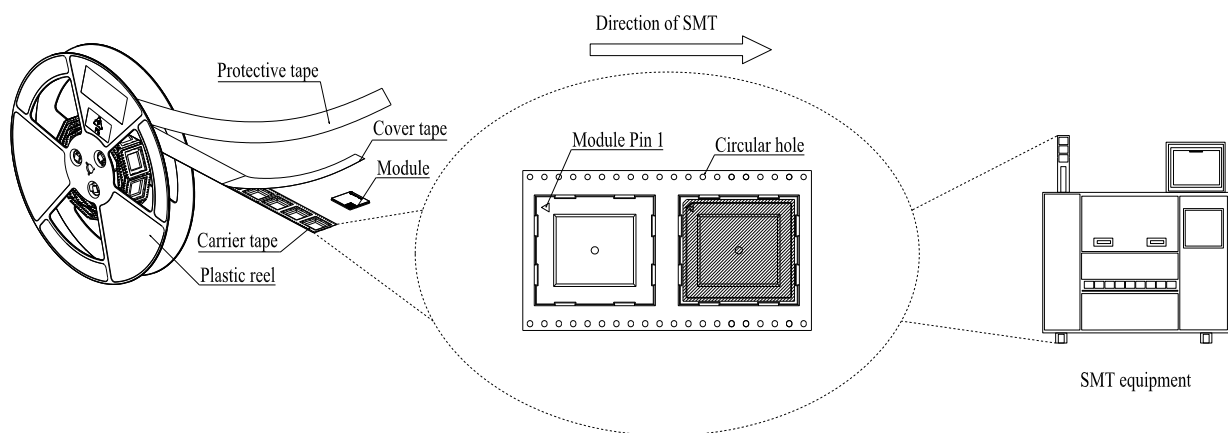 Direction of SMT
Protective tape
Cover tape
Module
Module Pin 1
Circular hole
Carrier tape
Plastic reel
SMT equipment